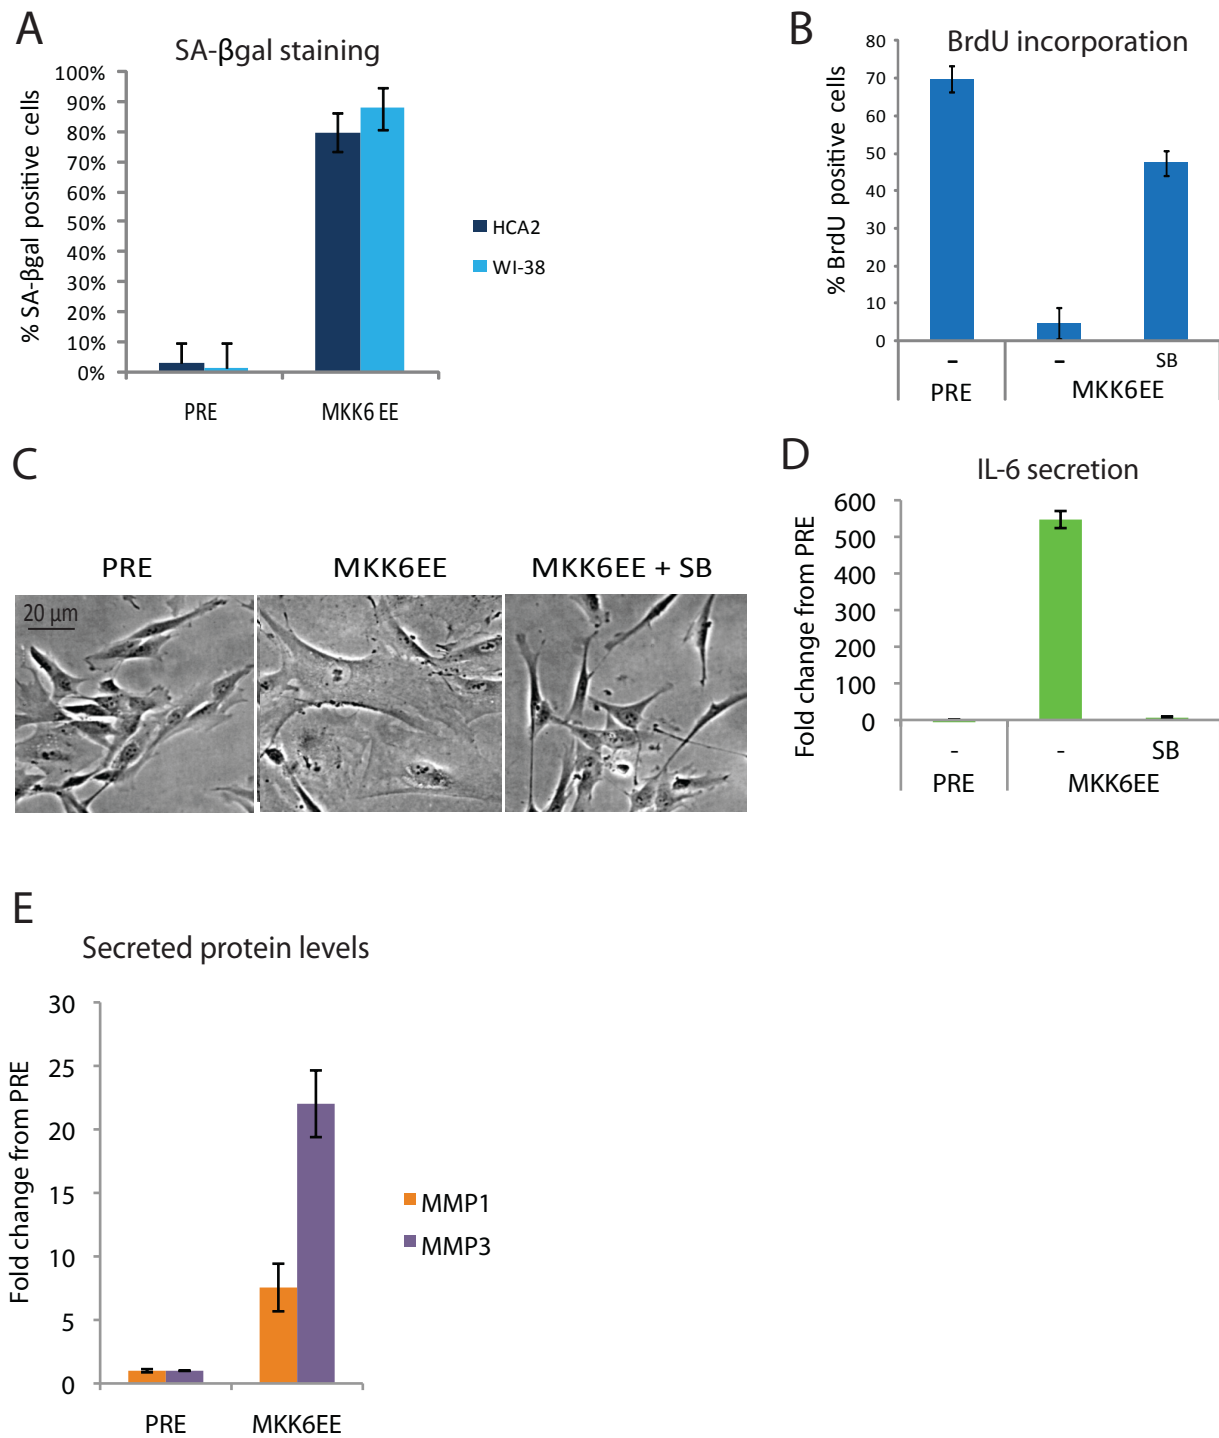 A
SA-βgal staining
% SA-βgal positive cells
100%
90%
80%
70%
60%
50%
40%
30%
20%
10%
0%
PRE
MKK6 EE
HCA2
WI-38
B
BrdU incorporation
% BrdU positive cells
80
70
60
50
40
30
20
10
0
– – SB
PRE MKK6EE
C
PRE MKK6EE MKK6EE + SB
20 μm
D
IL-6 secretion
Fold change from PRE
600
500
400
300
200
100
0
- - SB
PRE MKK6EE
E
Secreted protein levels
Fold change from PRE
30
25
20
15
10
5
0
PRE MKK6EE
MMP1
MMP3